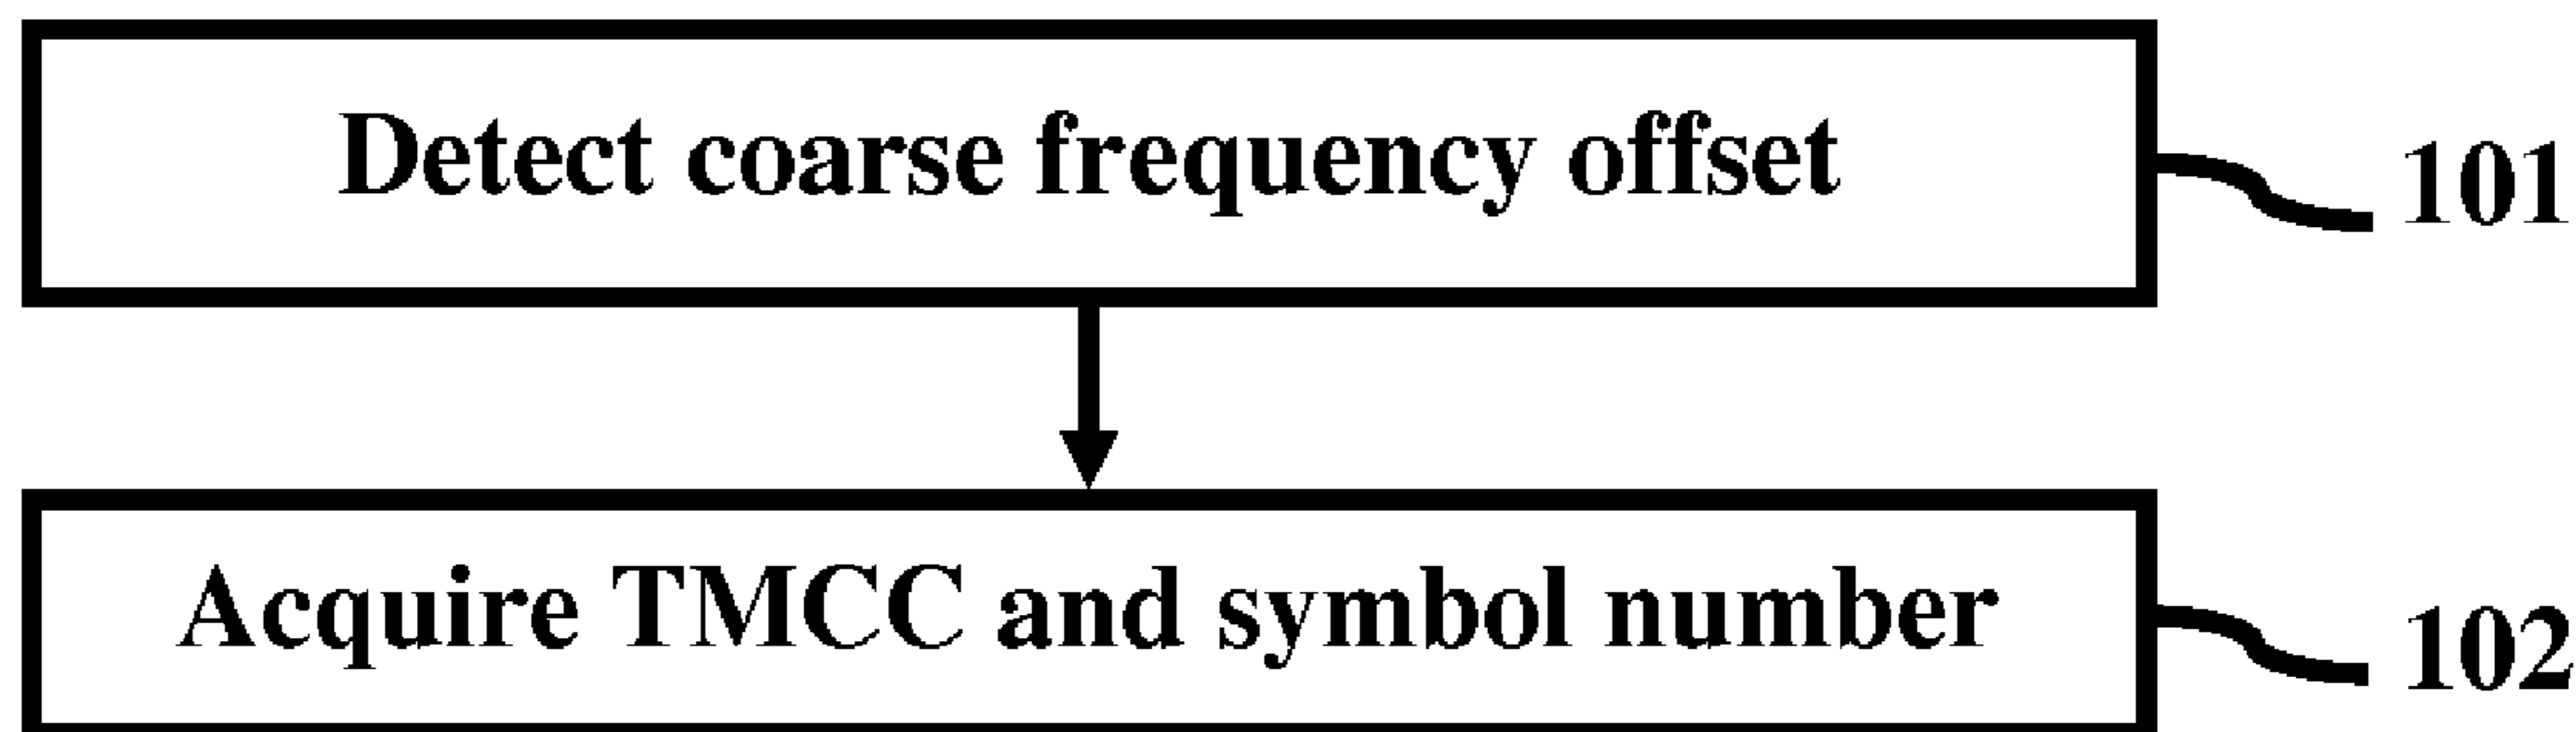 Detect coarse frequency offset
101
Acquire TMCC and symbol number
102